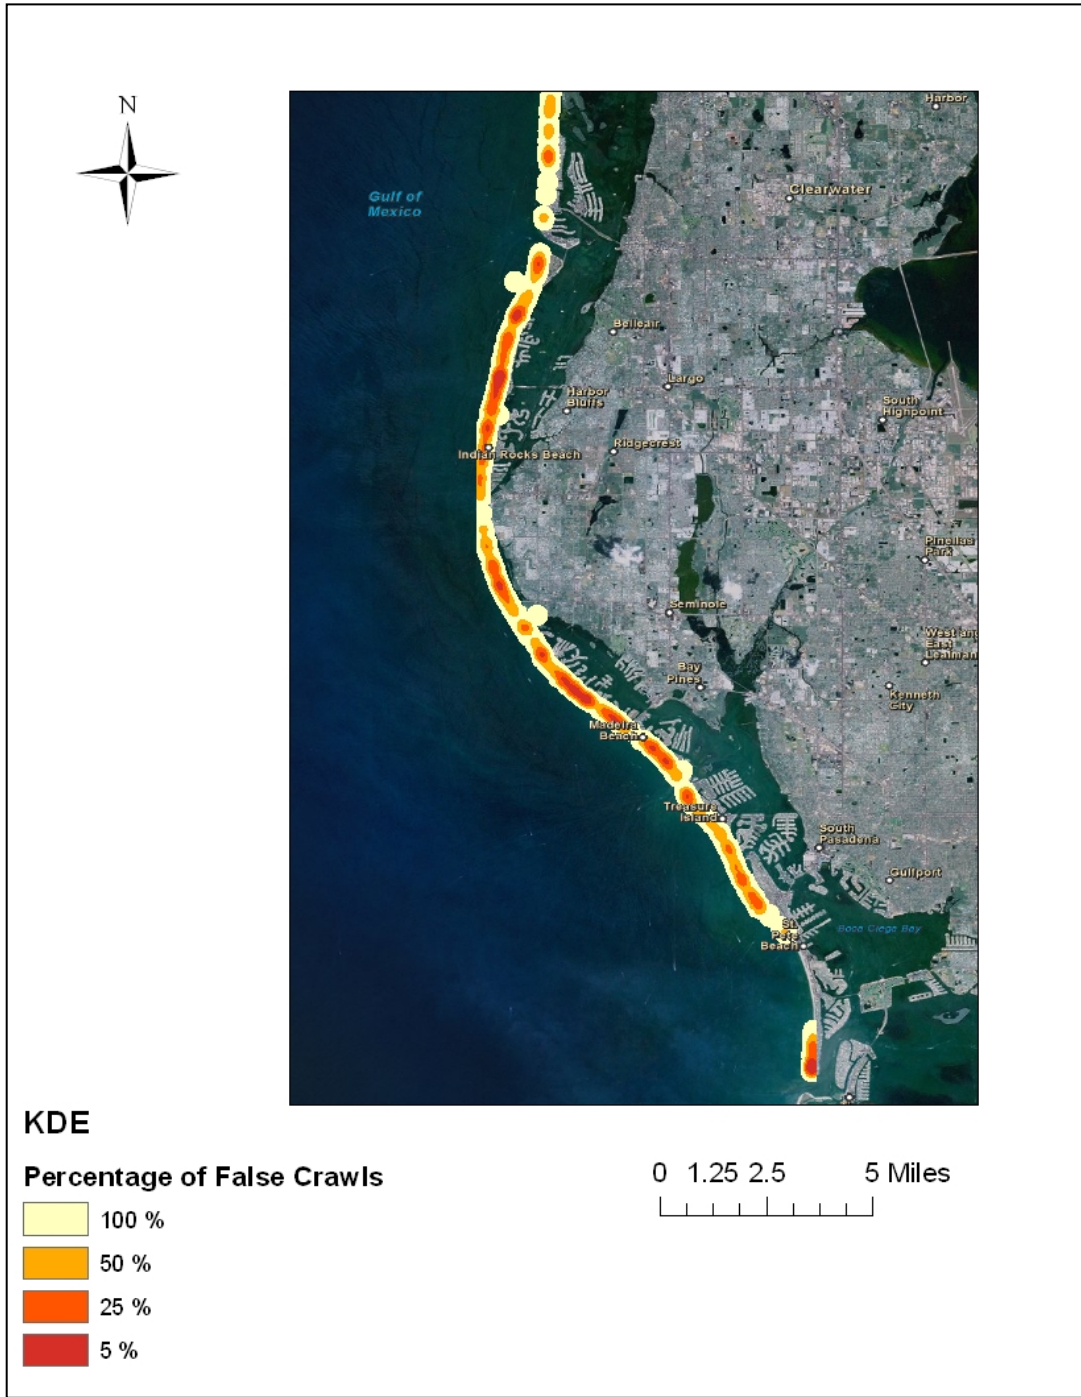 N
Harbor
Clearwater
Gulf of
Mexico
Belleair
Largo
Harbor
Bluffs
South
Highpoint
Ridgecrest
Indian Rocks Beach
Pinellas
Park
Seminole
West and
East
Lealman
Bay
Pines
Kenneth
City
Madeira
Beach
Treasure
Island
South
Pasadena
Gulfport
St.
Pete
Beach
Boca Ciega Bay
KDE
Percentage of False Crawls
100 %
50 %
25 %
5 %
0 1.25 2.5 5 Miles